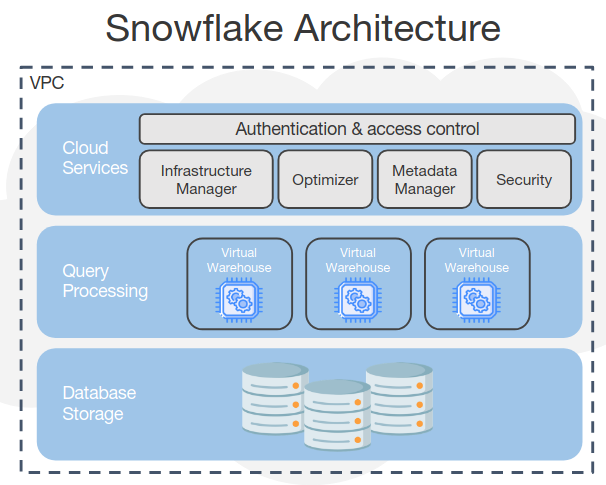 Snowflake Architecture
VPC
Cloud
Services
Authentication & access control
Infrastructure
Manager
Optimizer
Metadata
Manager
Security
Query
Processing
Virtual
Warehouse
Virtual
Warehouse
Virtual
Warehouse
Database
Storage